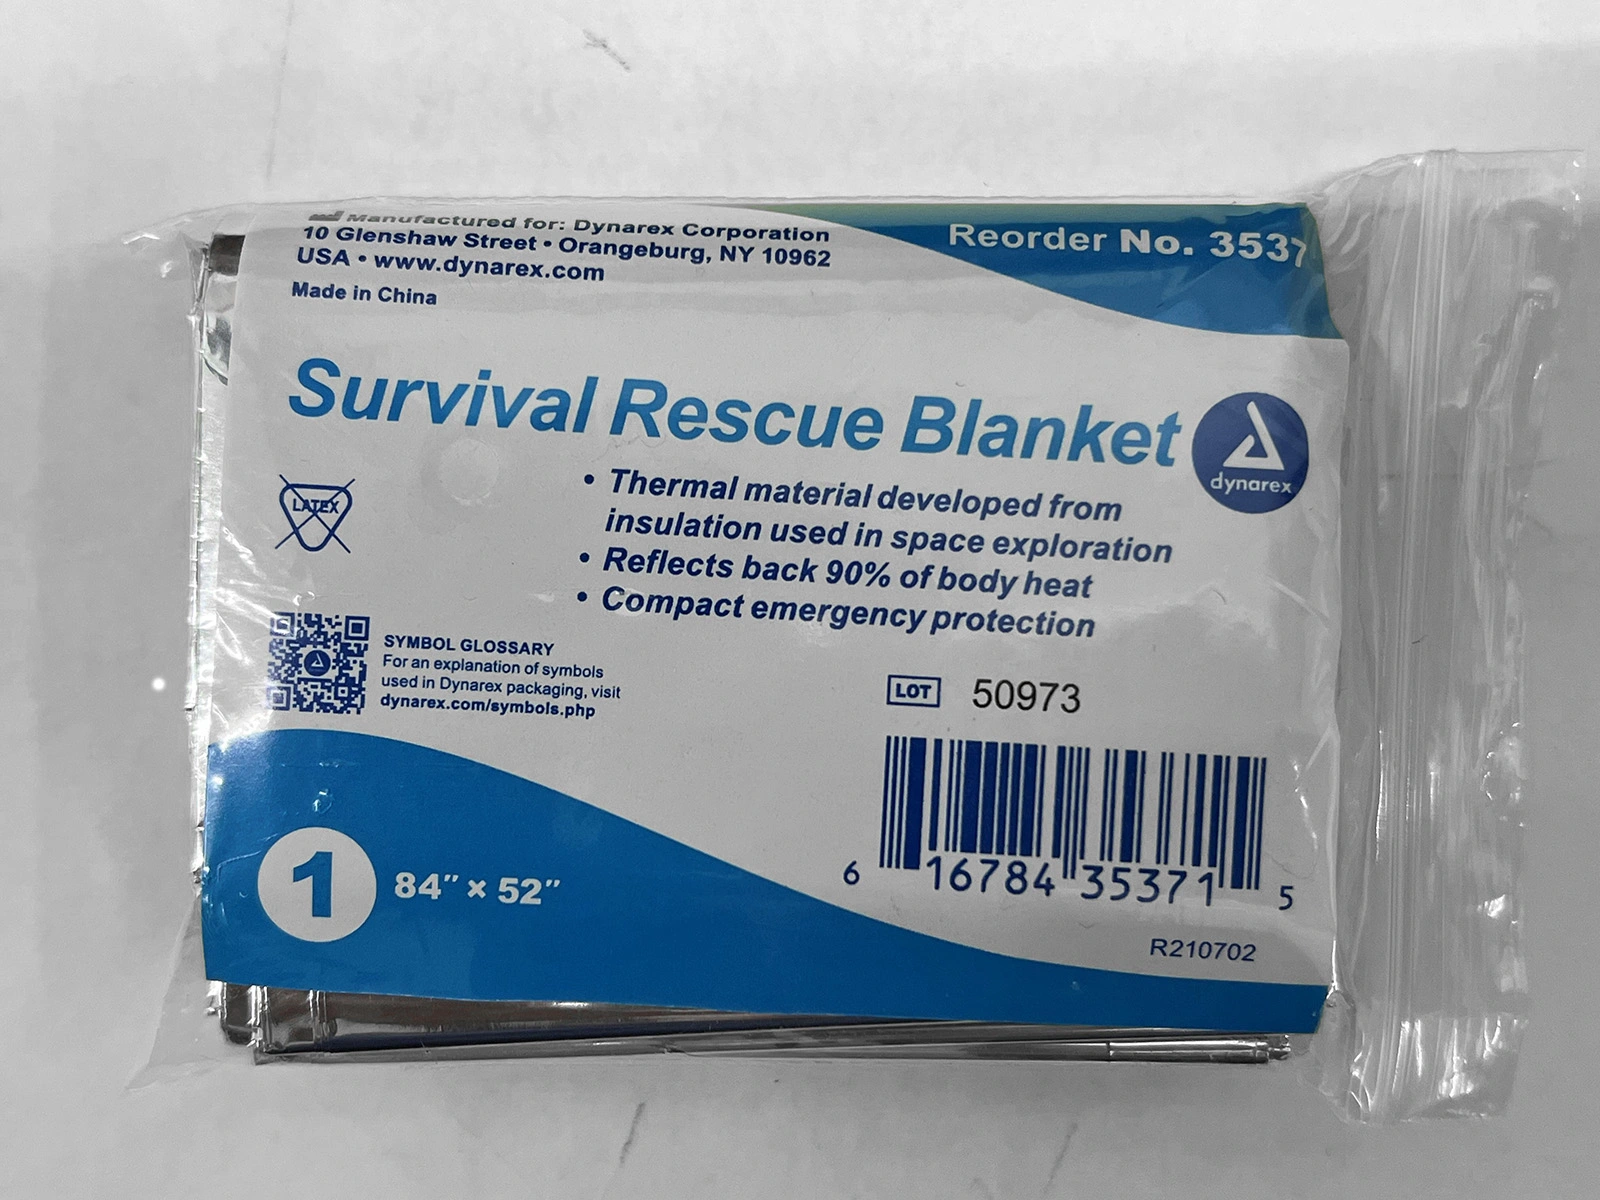 Manufactured for: Dynarex Corporation
10 Glenshaw Street • Orangeburg, NY 10962
USA • www.dynarex.com
Made in China
Reorder No. 3537
Survival Rescue Blanket
dynarex
• Thermal material developed from
insulation used in space exploration
• Reflects back 90% of body heat
• Compact emergency protection
LATEX
SYMBOL GLOSSARY
For an explanation of symbols
used in Dynarex packaging, visit
dynarex.com/symbols.php
LOT 50973
6 16784 35371 5
R210702
1 84" × 52"